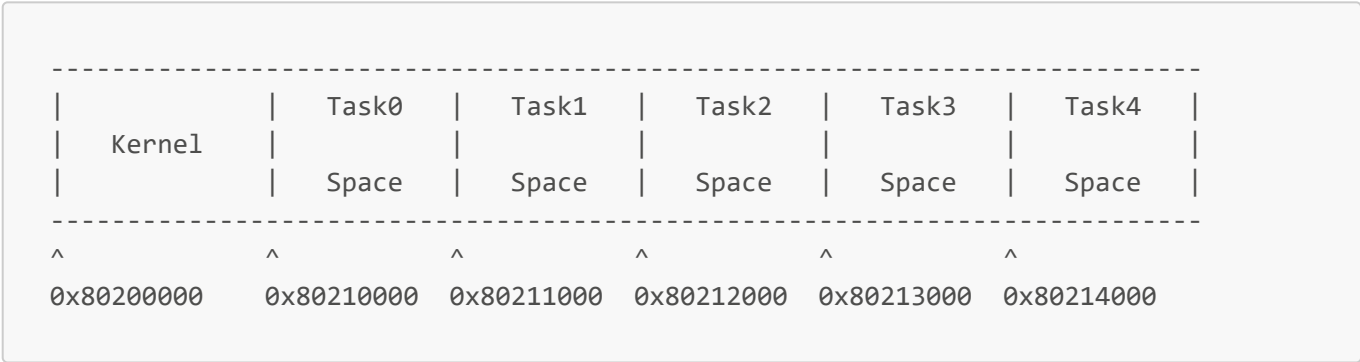 ----------------------------------------------------------------------------
|             |   Task0   |   Task1   |   Task2   |   Task3   |   Task4   |
|   Kernel    |           |           |           |           |           |
|             |   Space   |   Space   |   Space   |   Space   |   Space   |
----------------------------------------------------------------------------
^             ^           ^           ^           ^           ^
0x80200000    0x80210000  0x80211000  0x80212000  0x80213000  0x80214000